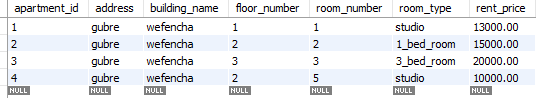 apartment_id address building_name floor_number room_number room_type rent_price
1 gubre wefencha 1 1 studio 13000.00
2 gubre wefencha 2 2 1_bed_room 15000.00
3 gubre wefencha 3 3 3_bed_room 20000.00
4 gubre wefencha 2 5 studio 10000.00
NULL NULL NULL NULL NULL NULL NULL